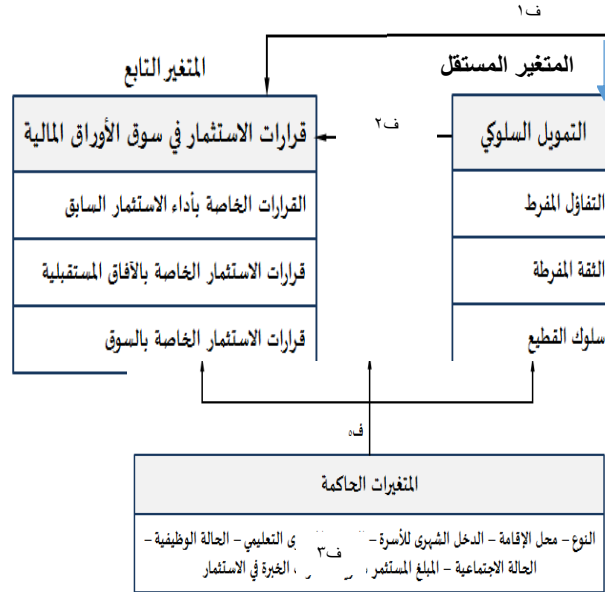 ف١
المتغير المستقل
المتغير التابع
التمويل السلوكي
ف٢
قرارات الاستثمار في سوق الأوراق المالية
التفاؤل المفرط
القرارات الخاصة بأداء الاستثمار السابق
الثقة المفرطة
قرارات الاستثمار الخاصة بالآفاق المستقبلية
سلوك القطيع
قرارات الاستثمار الخاصة بالسوق
ف٥
المتغيرات الحاكمة
النوع – محل الإقامة – الدخل الشهرى للأسرة – التعليمي – الحالة الوظيفية –
ف٣
الحالة الاجتماعية – المبلغ المستثمر الخبرة في الاستثمار